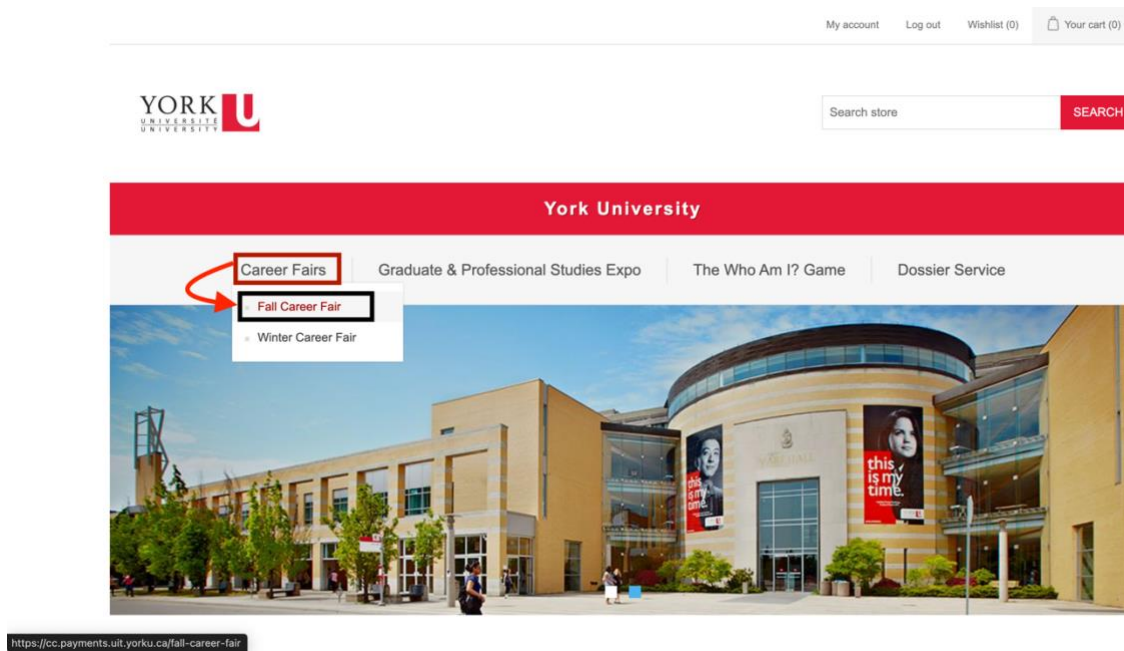 My account Log out Wishlist (0) Your cart (0)
YORK U
UNIVERSITÉ
UNIVERSITY
Search store SEARCH
York University
Career Fairs Graduate & Professional Studies Expo The Who Am I? Game Dossier Service
Fall Career Fair
Winter Career Fair
VARI HALL
this
is my
time.
this
is my
time.
https://cc.payments.uit.yorku.ca/fall-career-fair